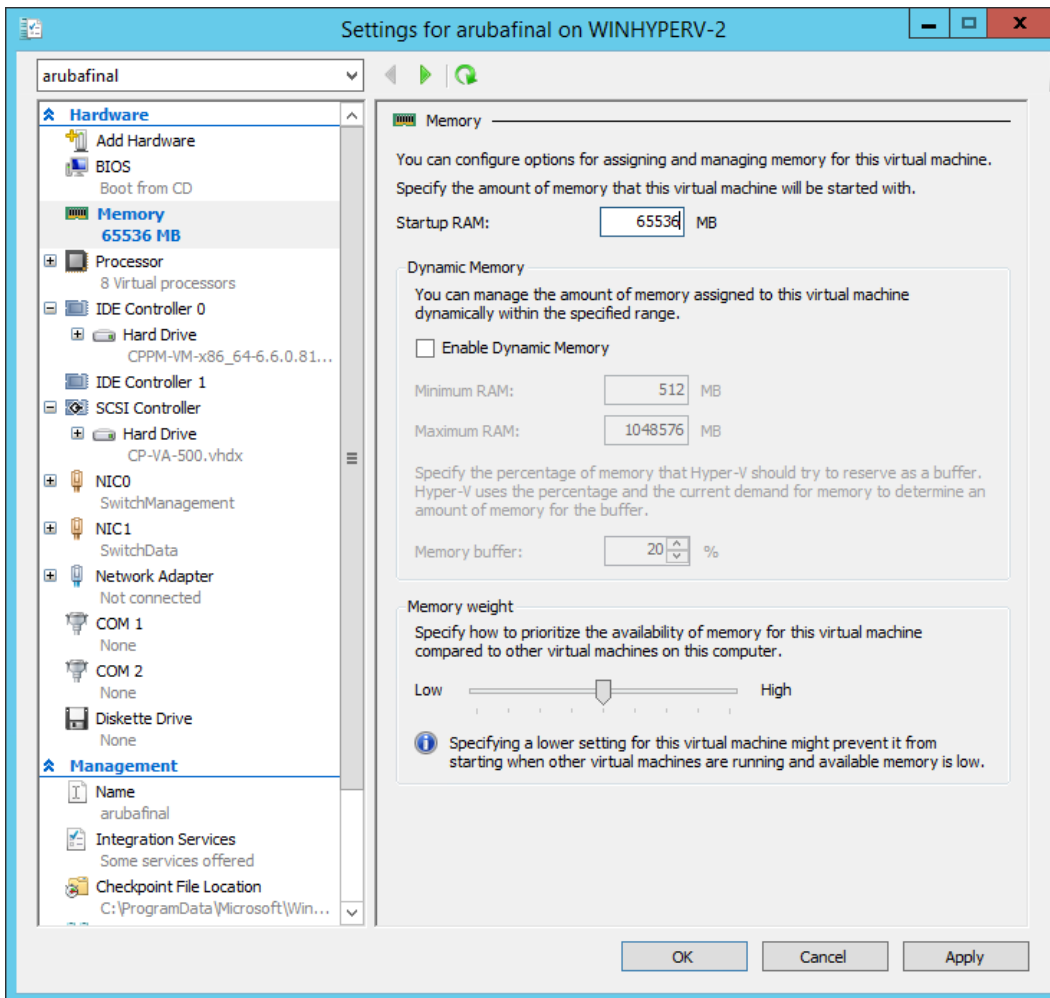 Settings for arubafinal on WINHYPERV-2
arubafinal
Hardware
Add Hardware
BIOS
Boot from CD
Memory
65536 MB
Processor
8 Virtual processors
IDE Controller 0
Hard Drive
CPPM-VM-x86_64-6.6.0.81...
IDE Controller 1
SCSI Controller
Hard Drive
CP-VA-500.vhdx
NIC0
SwitchManagement
NIC1
SwitchData
Network Adapter
Not connected
COM 1
None
COM 2
None
Diskette Drive
None
Management
Name
arubafinal
Integration Services
Some services offered
Checkpoint File Location
C:\ProgramData\Microsoft\Win...
Memory
You can configure options for assigning and managing memory for this virtual machine.
Specify the amount of memory that this virtual machine will be started with.
Startup RAM: 65536 MB
Dynamic Memory
You can manage the amount of memory assigned to this virtual machine
dynamically within the specified range.
Enable Dynamic Memory
Minimum RAM: 512 MB
Maximum RAM: 1048576 MB
Specify the percentage of memory that Hyper-V should try to reserve as a buffer.
Hyper-V uses the percentage and the current demand for memory to determine an
amount of memory for the buffer.
Memory buffer: 20 %
Memory weight
Specify how to prioritize the availability of memory for this virtual machine
compared to other virtual machines on this computer.
Low High
Specifying a lower setting for this virtual machine might prevent it from
starting when other virtual machines are running and available memory is low.
OK Cancel Apply